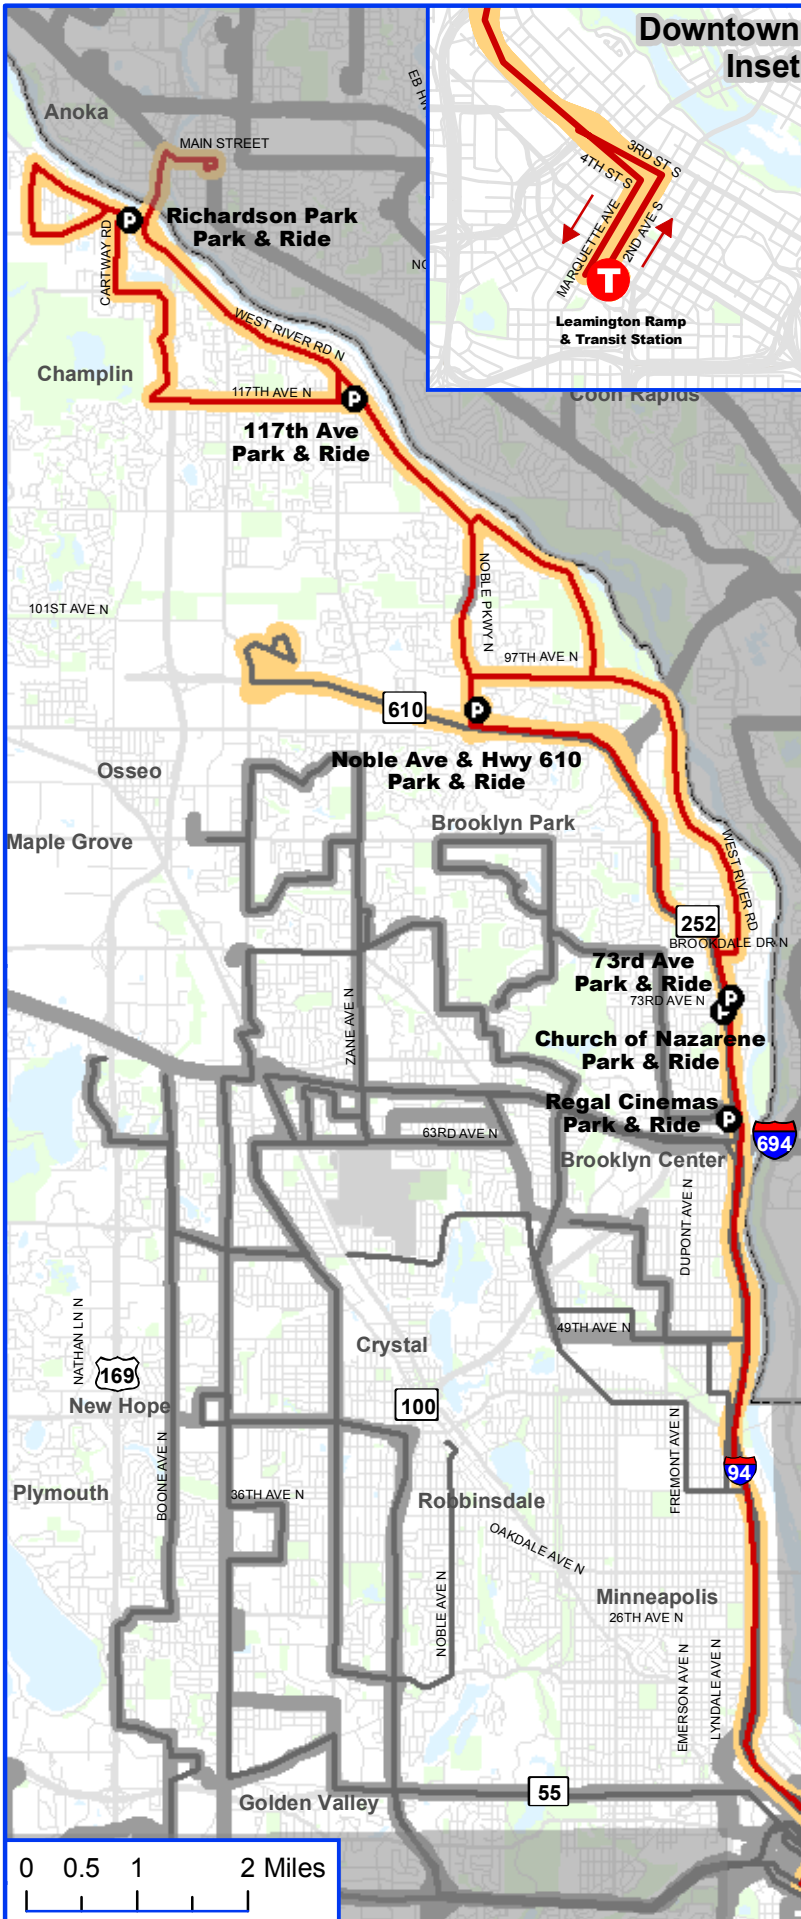 Downtown
Inset
3RD ST S
4TH ST S
MARQUETTE AVE
2ND AVE S
T
Leamington Ramp
& Transit Station
EB HW
Anoka
MAIN STREET
P
Richardson Park
Park & Ride
CARTWAY RD
NO
WEST RIVER RD N
Champlin
117TH AVE N
P
Coon Rapids
117th Ave
Park & Ride
NOBLE PKWY N
101ST AVE N
97TH AVE N
610
P
Noble Ave & Hwy 610
Park & Ride
Osseo
Brooklyn Park
Maple Grove
WEST RIVER RD
252
BROOKDALE DR N
73rd Ave
Park & Ride
73RD AVE N
P
ZANE AVE N
Church of Nazarene
Park & Ride
Regal Cinemas
Park & Ride
P
63RD AVE N
694
Brooklyn Center
DUPONT AVE N
NATHAN LN N
49TH AVE N
Crystal
169
100
New Hope
FREMONT AVE N
BOONE AVE N
94
Plymouth
36TH AVE N
Robbinsdale
OAKDALE AVE N
NOBLE AVE N
Minneapolis
26TH AVE N
EMERSON AVE N
LYNDALE AVE N
55
Golden Valley
0 0.5 1 2 Miles